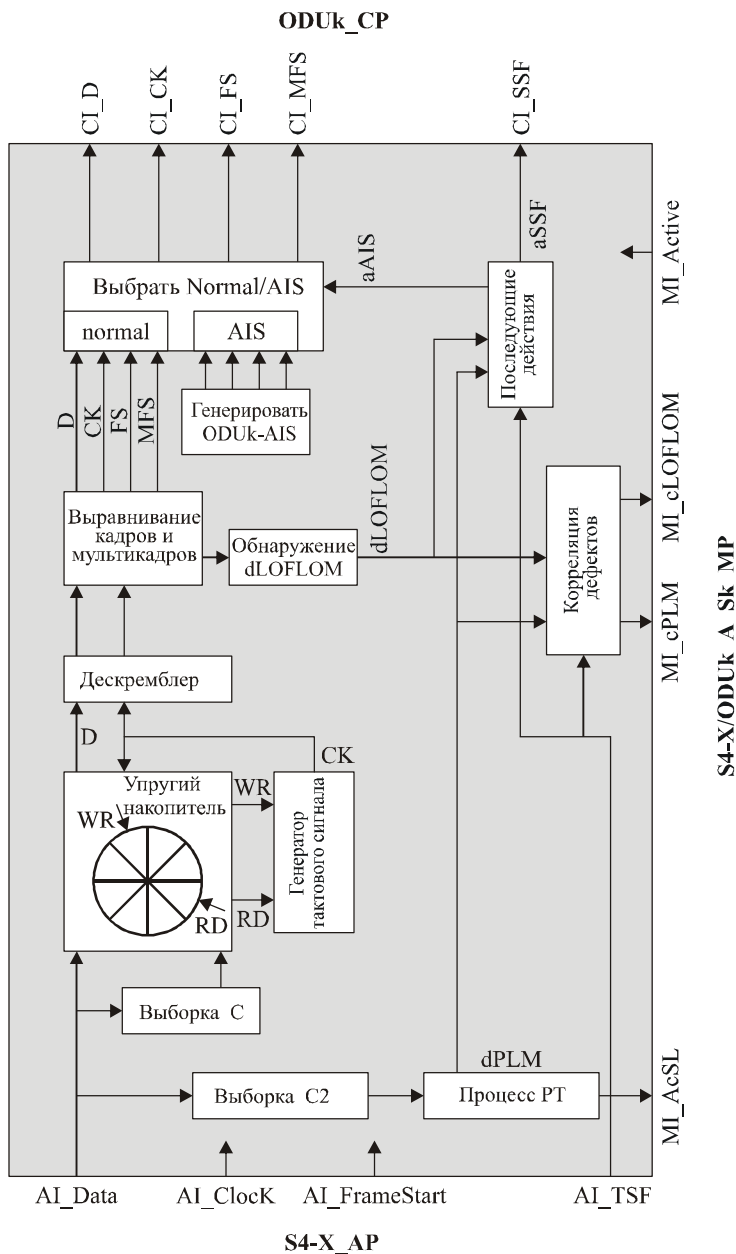 ODUk_CP
CI_D
CI_CK
CI_FS
CI_MFS
CI_SSF
aSSF
aAIS
MI_Active
Выбрать Normal/AIS
normal
AIS
Последующие
действия
D
CK
FS
MFS
Генерировать
ODUk-AIS
dLOFLOM
MI_cLOFLOM
Выравнивание
кадров и
мультикадров
Обнаружение
dLOFLOM
Корреляция
дефектов
MI_cPLM
S4-X/ODUk_A_Sk_MP
Дескремблер
D
CK
Упругий
накопитель
WR
WR
RD
RD
Генератор
тактового сигнала
Выборка C
dPLM
Выборка C2
Процесс PT
MI_AcSL
AI_Data
AI_ClocK
AI_FrameStart
AI_TSF
S4-X_AP